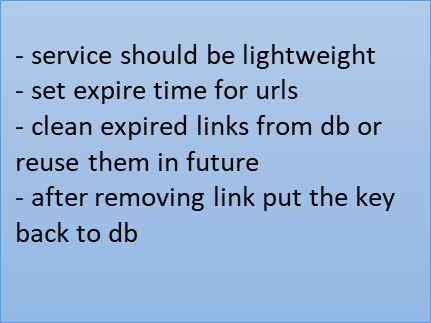 - service should be lightweight
- set expire time for urls
- clean expired links from db or
reuse them in future
- after removing link put the key
back to db